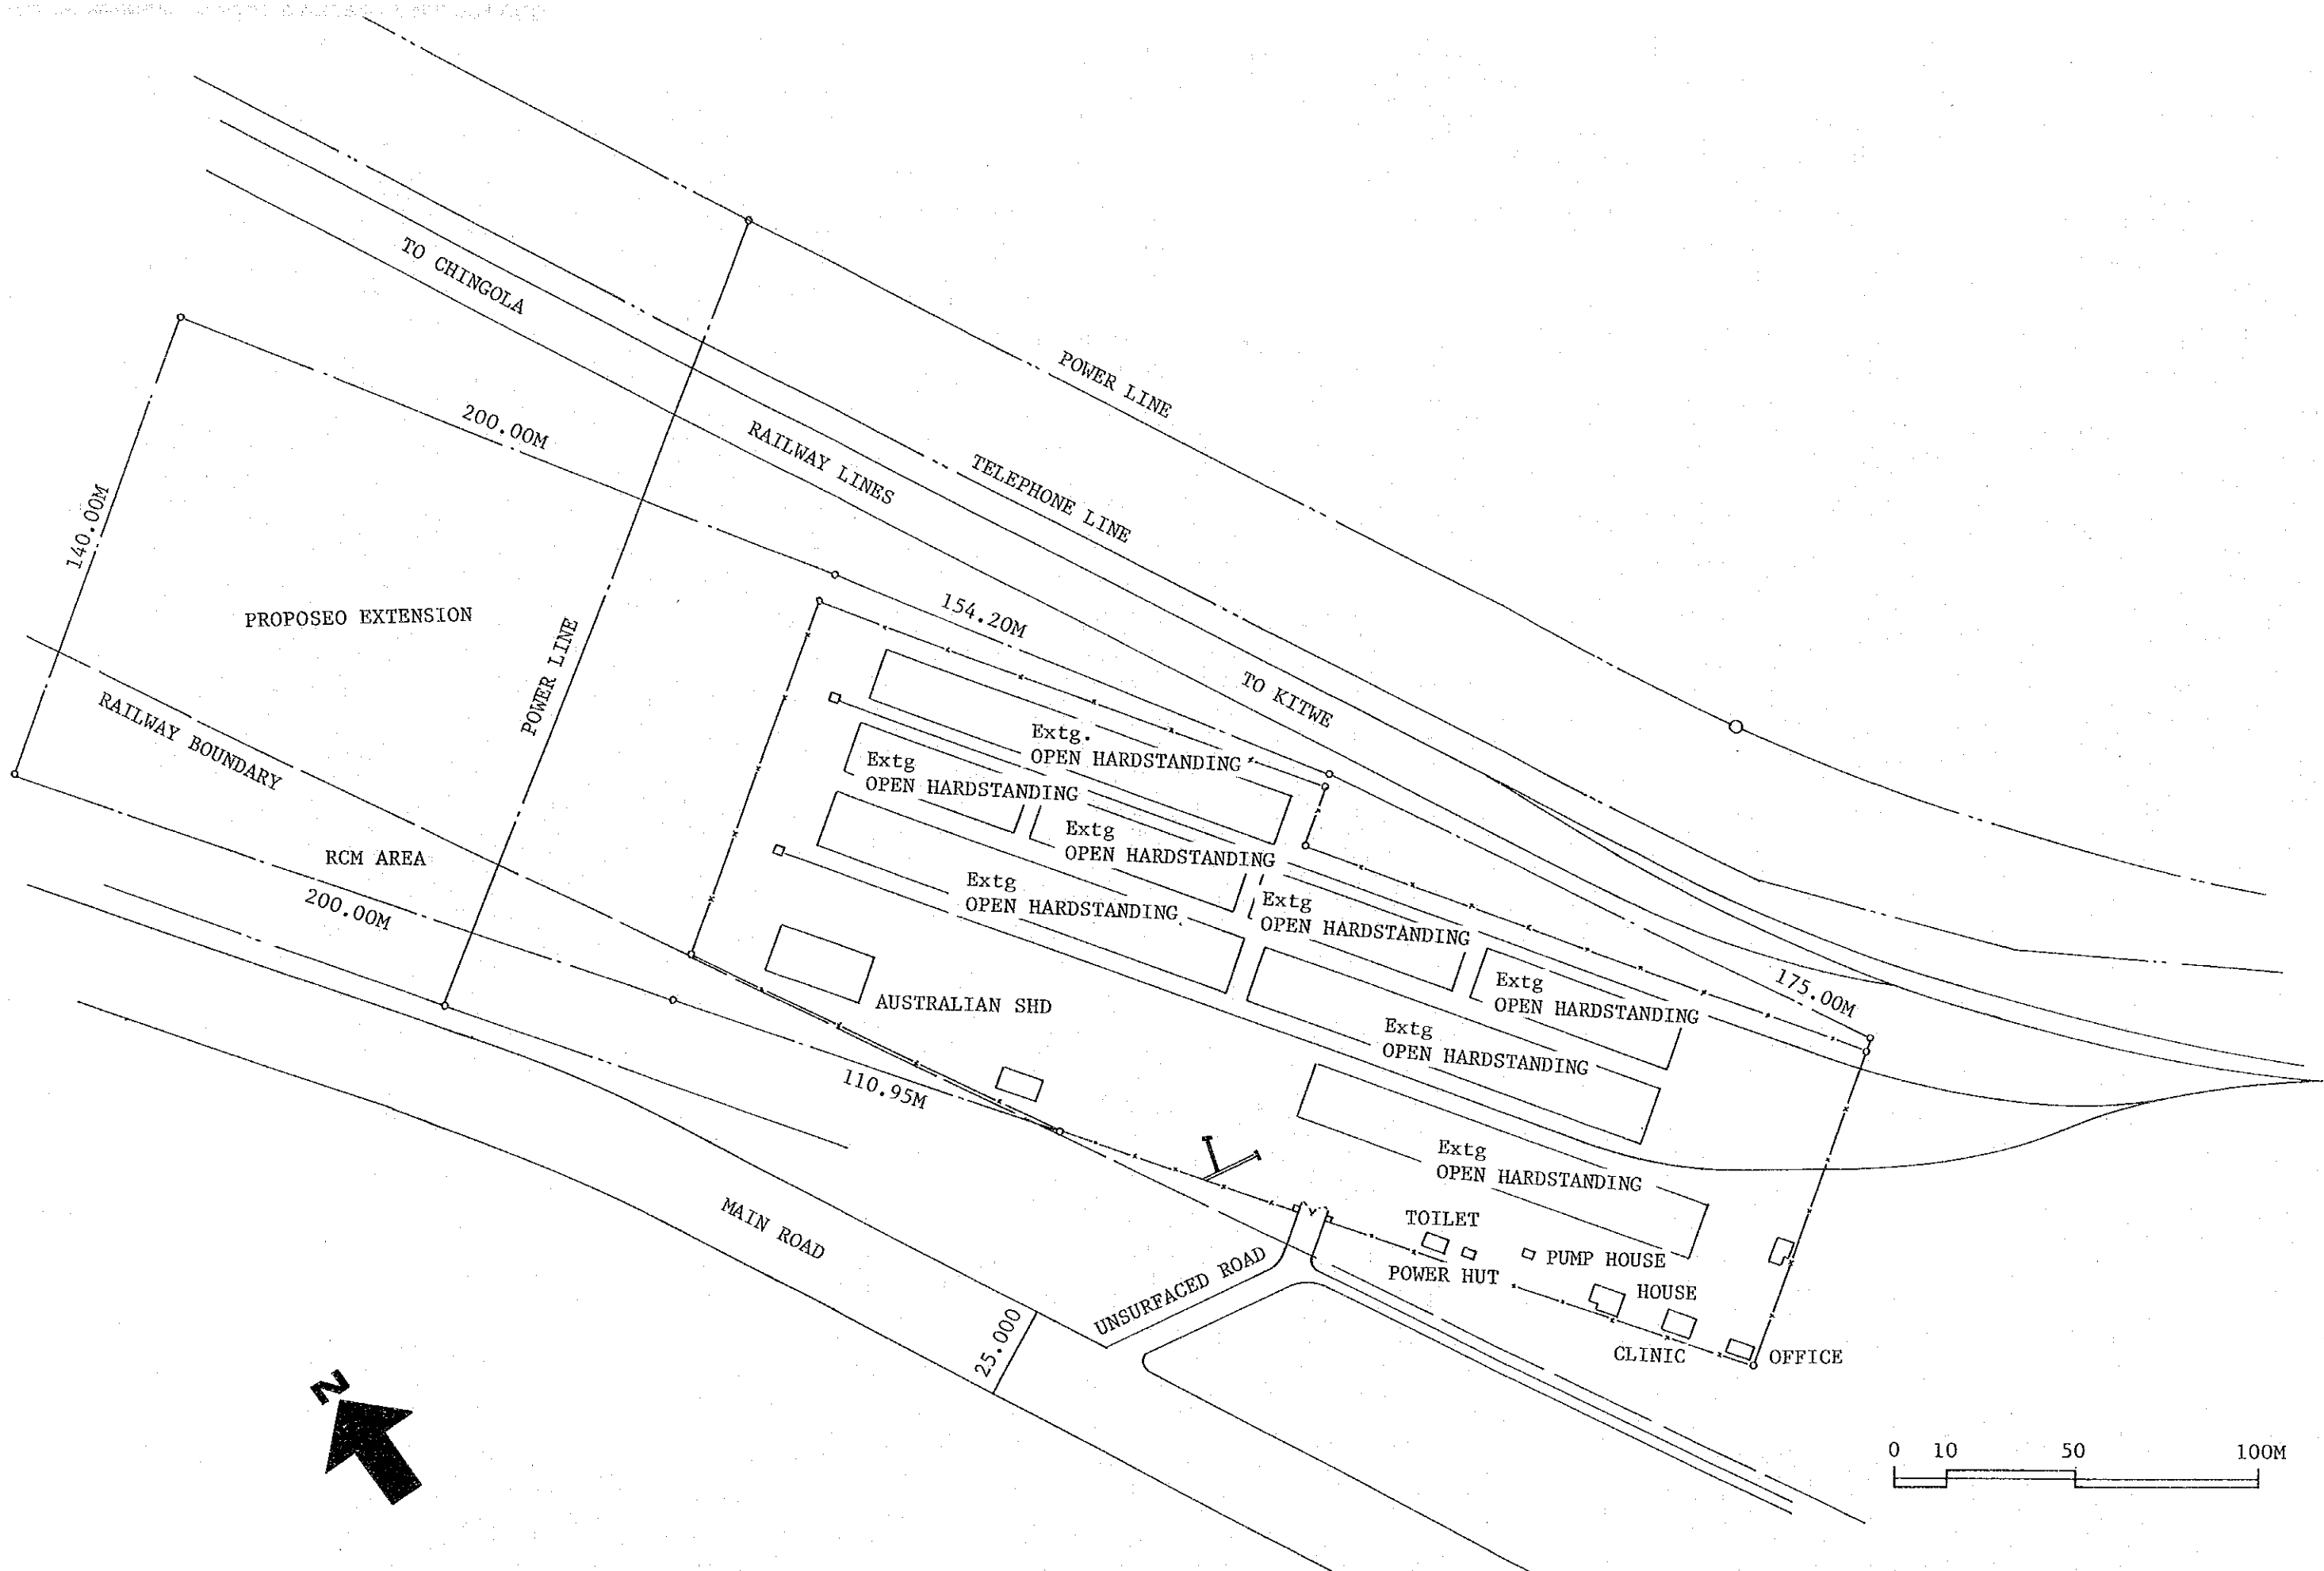 TO CHINGOLA
POWER LINE
200.00M
RAILWAY LINES
TELEPHONE LINE
140.00M
PROPOSEO EXTENSION
154.20M
POWER LINE
TO KITWE
RAILWAY BOUNDARY
Extg.
OPEN HARDSTANDING
Extg
OPEN HARDSTANDING
Extg
OPEN HARDSTANDING
RCM AREA
200.00M
Extg
OPEN HARDSTANDING
Extg
OPEN HARDSTANDING
175.00M
Extg
OPEN HARDSTANDING
AUSTRALIAN SHD
Extg
OPEN HARDSTANDING
110.95M
Extg
OPEN HARDSTANDING
MAIN ROAD
TOILET
PUMP HOUSE
POWER HUT
UNSURFACED ROAD
HOUSE
25.000
CLINIC
OFFICE
N
0 10 50 100M